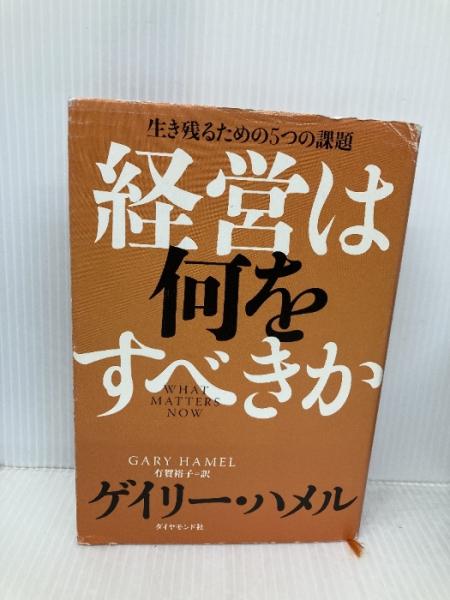 生き残るための5つの課題
経営は
何を
すべきか
WHAT
MATTERS
NOW
GARY HAMEL
有賀裕子=訳
ゲイリー・ハメル
ダイヤモンド社